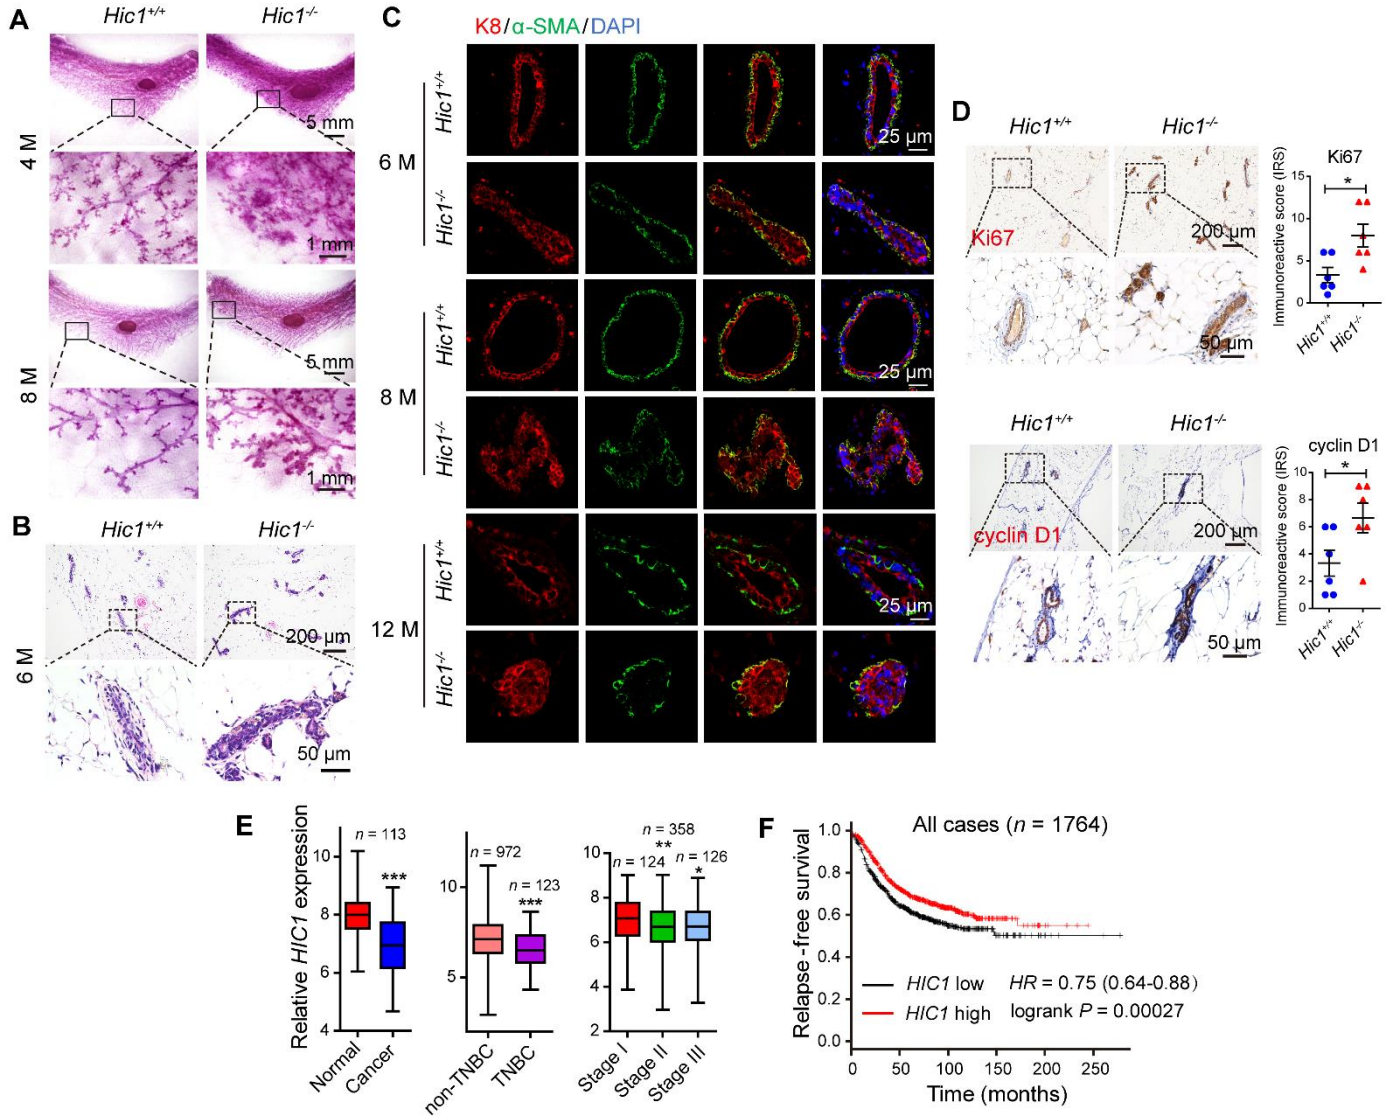 A
Hic1+/+
Hic1-/-
4 M
5 mm
1 mm
8 M
5 mm
1 mm
B
Hic1+/+
Hic1-/-
6 M
200 µm
50 µm
C
K8/α-SMA/DAPI
6 M
Hic1+/+
25 µm
Hic1-/-
8 M
Hic1+/+
25 µm
Hic1-/-
12 M
Hic1+/+
25 µm
Hic1-/-
D
Hic1+/+
Hic1-/-
Ki67
200 µm
50 µm
Ki67
Immunoreactive score (IRS)
15
10
5
0
*
Hic1+/+
Hic1-/-
Hic1+/+
Hic1-/-
cyclin D1
200 µm
50 µm
cyclin D1
Immunoreactive score (IRS)
10
8
6
4
2
0
*
Hic1+/+
Hic1-/-
E
Relative HIC1 expression
n = 113
***
10
8
6
4
Normal
Cancer
n = 972
n = 123
***
10
5
non-TNBC
TNBC
n = 358
**
n = 124
n = 126
*
10
8
6
4
2
Stage I
Stage II
Stage III
F
All cases (n = 1764)
Relapse-free survival
1.0
0.8
0.6
0.4
0.2
0.0
HIC1 low
HR = 0.75 (0.64-0.88)
HIC1 high
logrank P = 0.00027
0
50
100
150
200
250
Time (months)